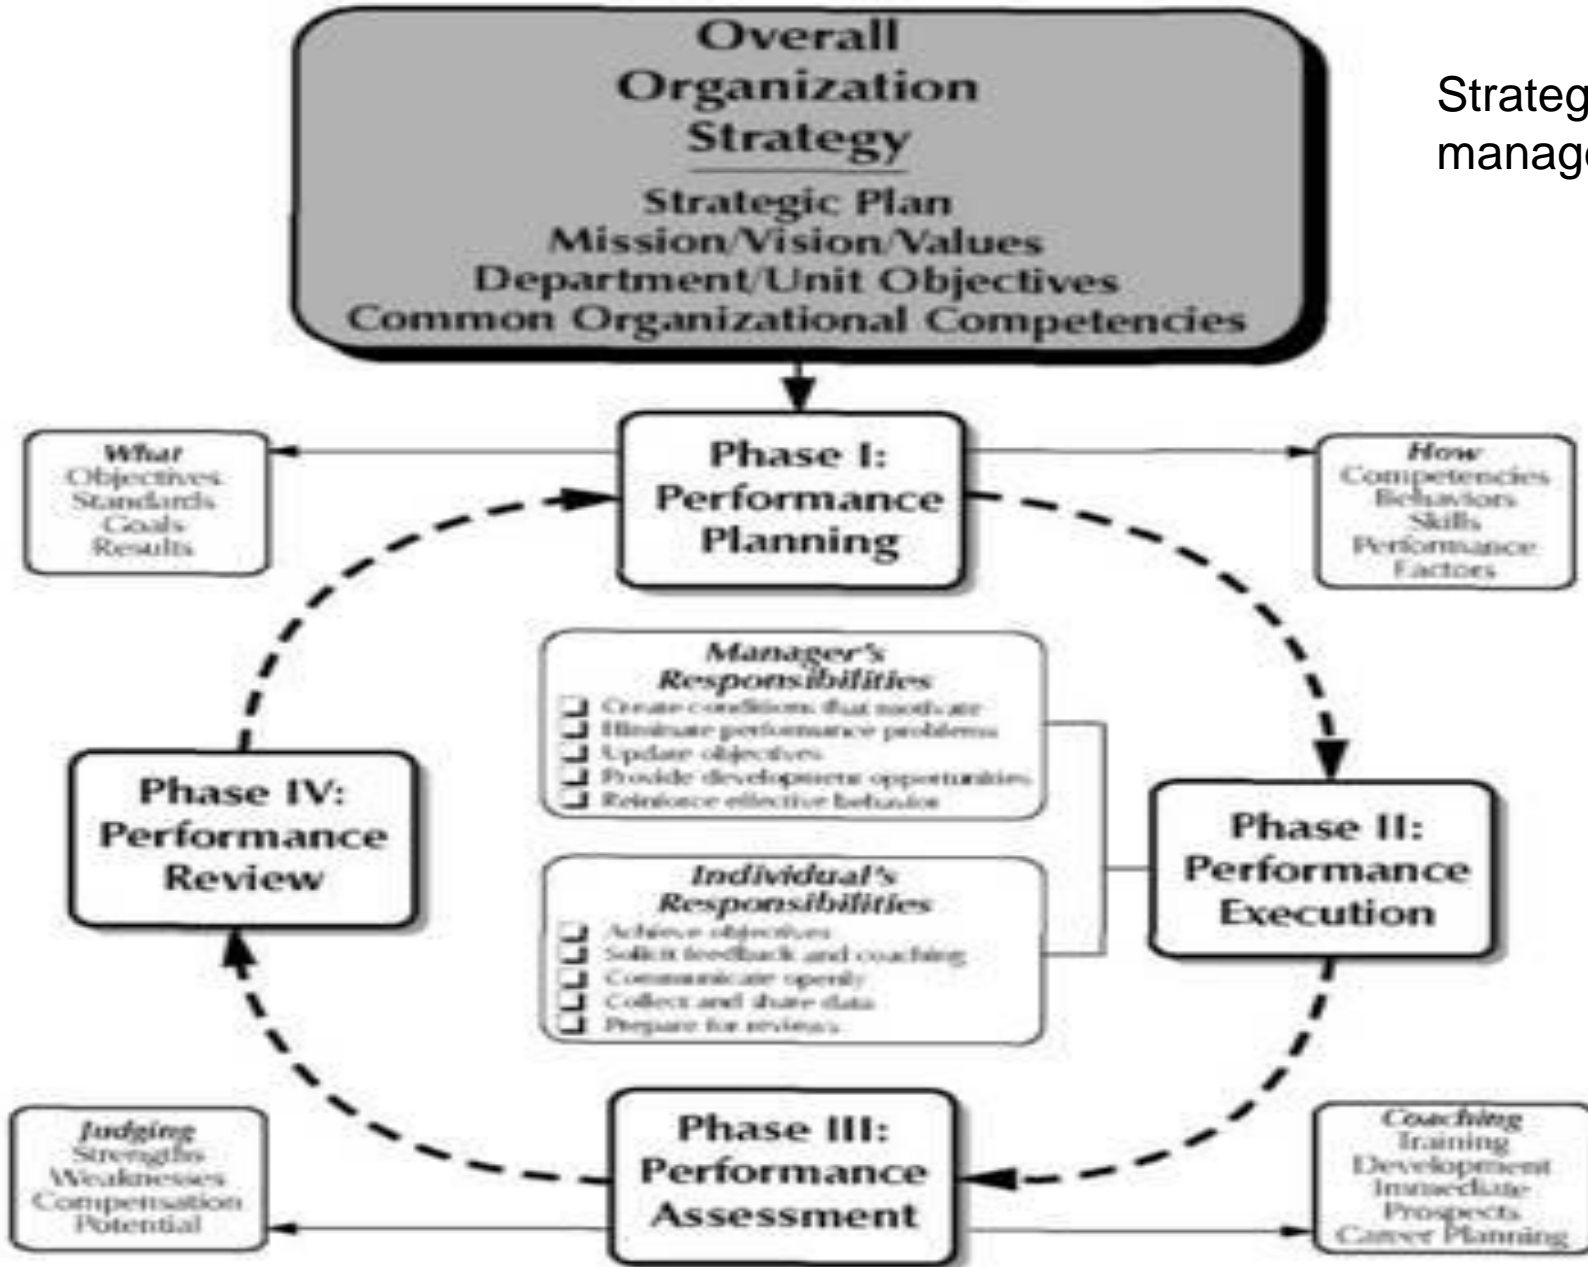 Overall
Organization
Strategy
Strategic Plan
Mission/Vision/Values
Department/Unit Objectives
Common Organizational Competencies
Strateg
manage
What
Objectives
Standards
Goals
Results
Phase I:
Performance
Planning
How
Competencies
Behaviors
Skills
Performance
Factors
Manager's
Responsibilities
Create conditions that motivate
Eliminate performance problems
Update objectives
Provide development opportunities
Reinforce effective behavior
Phase IV:
Performance
Review
Phase II:
Performance
Execution
Individual's
Responsibilities
Achieve objectives
Solicit feedback and coaching
Communicate openly
Collect and share data
Prepare for reviews
Judging
Strengths
Weaknesses
Compensation
Potential
Phase III:
Performance
Assessment
Coaching
Training
Development
Immediate
Prospects
Career Planning